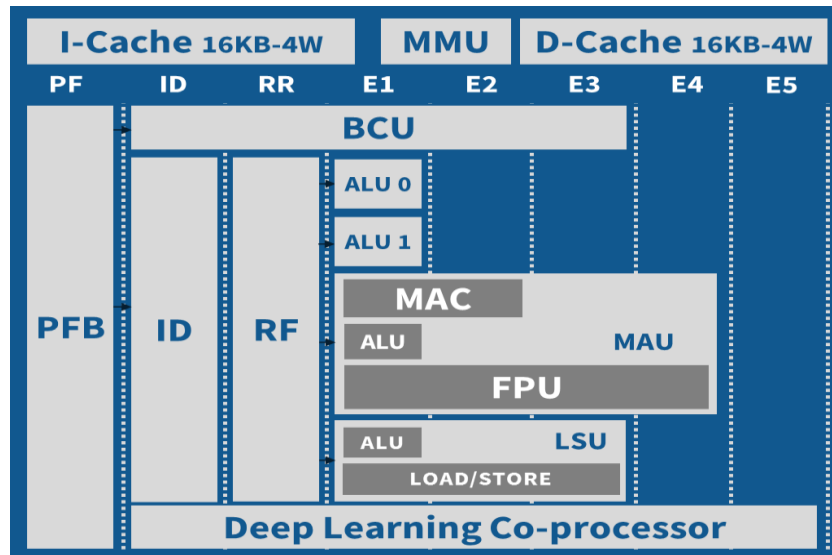 I-Cache 16KB-4W
MMU
D-Cache 16KB-4W
PF ID RR E1 E2 E3 E4 E5
BCU
ALU 0
ALU 1
MAC
PFB
ID
RF
ALU
MAU
FPU
ALU
LSU
LOAD/STORE
Deep Learning Co-processor